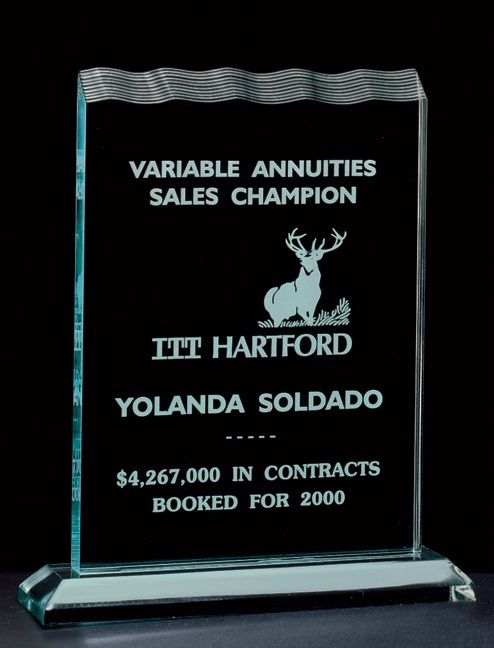 VARIABLE ANNUITIES
SALES CHAMPION
ITT HARTFORD
YOLANDA SOLDADO
-----
$4,267,000 IN CONTRACTS
BOOKED FOR 2000